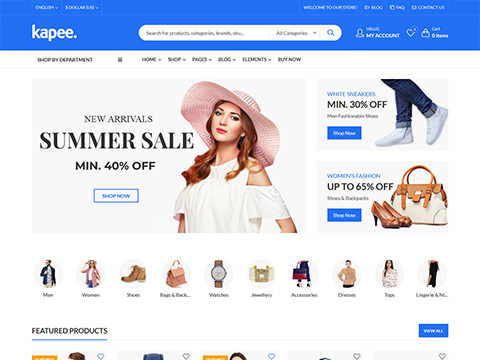 ENGLISH
$ DOLLAR (US)
WELCOME TO OUR STORE!
BLOG
FAQ
CONTACT US
kapee.
Search for products, categories, brands, sku...
All Categories
HELLO,
MY ACCOUNT
0
Cart
0 items
SHOP BY DEPARTMENT
HOME
SHOP
PAGES
BLOG
ELEMENTS
BUY NOW
NEW ARRIVALS
SUMMER SALE
MIN. 40% OFF
SHOP NOW
WHITE SNEAKERS
MIN. 30% OFF
Men Fashionable Shoes
Shop Now
WOMEN'S FASHION
UP TO 65% OFF
Shoes & Backpacks
Shop Now
Men
Women
Shoes
Bags & Back...
Watches
Jewellery
Accessories
Dresses
Tops
Lingerie & Ni...
FEATURED PRODUCTS
VIEW ALL